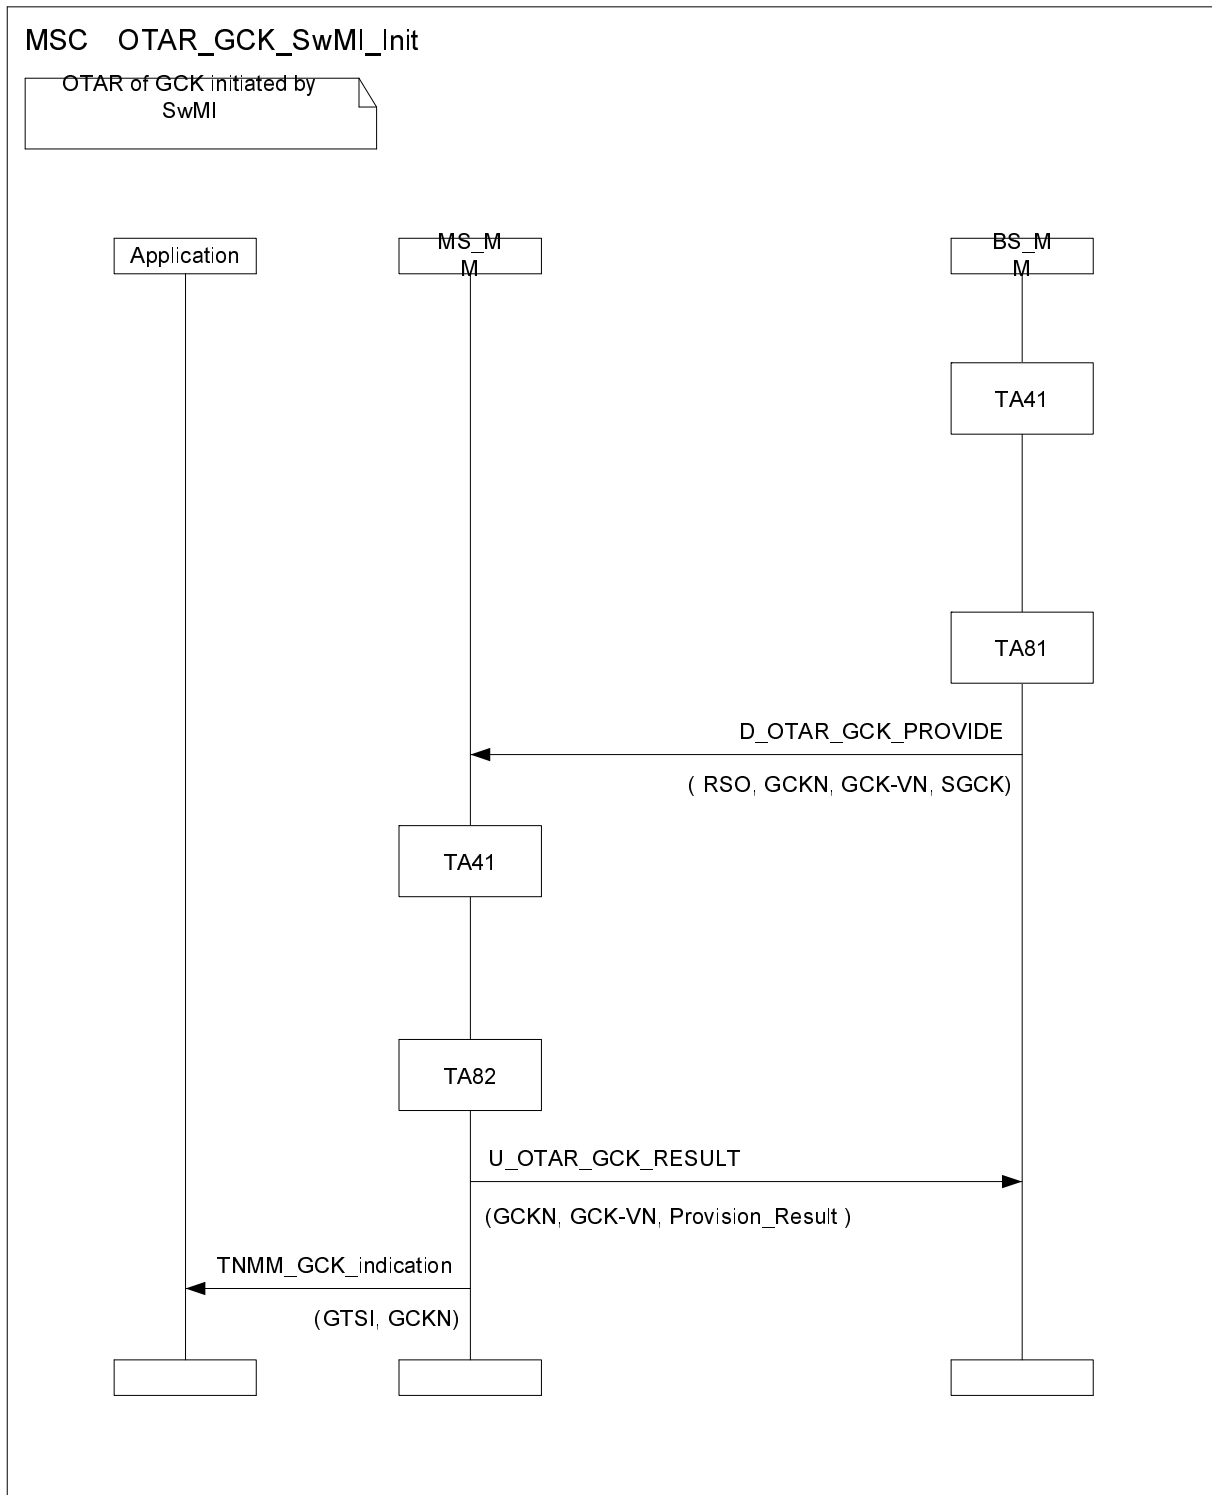 MSC OTAR_GCK_SwMI_Init
OTAR of GCK initiated by
SwMI
Application
MS_M
M
BS_M
M
TA41
TA81
D_OTAR_GCK_PROVIDE
( RSO, GCKN, GCK-VN, SGCK)
TA41
TA82
U_OTAR_GCK_RESULT
(GCKN, GCK-VN, Provision_Result )
TNMM_GCK_indication
(GTSI, GCKN)